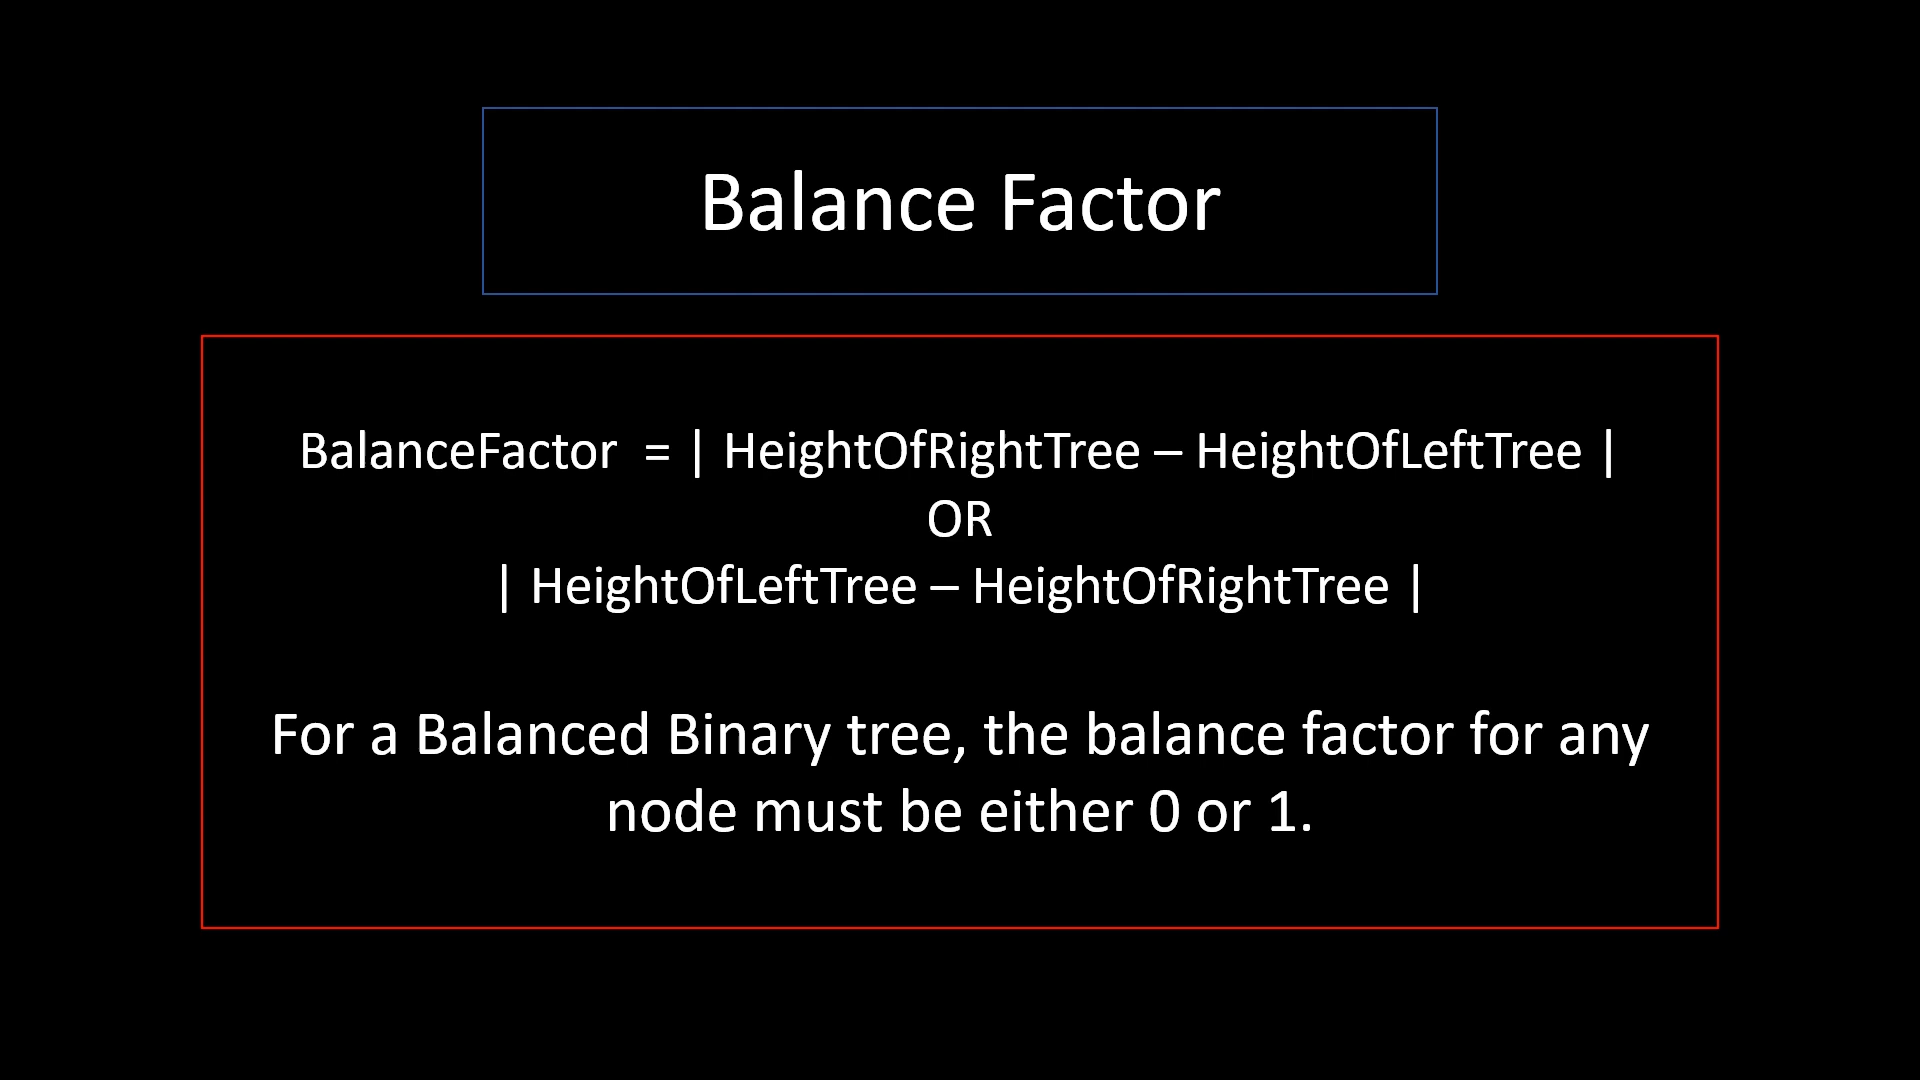 Balance Factor
BalanceFactor  = | HeightOfRightTree – HeightOfLeftTree |
OR
| HeightOfLeftTree – HeightOfRightTree |
For a Balanced Binary tree, the balance factor for any
node must be either 0 or 1.